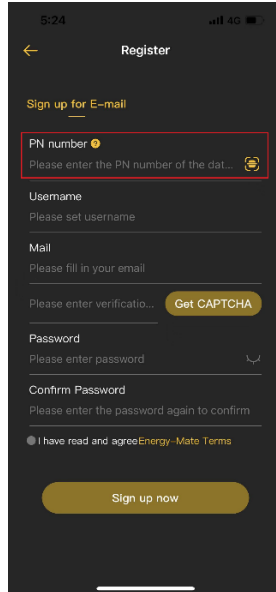 5:24
4G
Register
Sign up for E-mail
PN number ?
Please enter the PN number of the dat...
Username
Please set username
Mail
Please fill in your email
Please enter verificatio...
Get CAPTCHA
Password
Please enter password
Confirm Password
Please enter the password again to confirm
I have read and agreeEnergy-Mate Terms
Sign up now